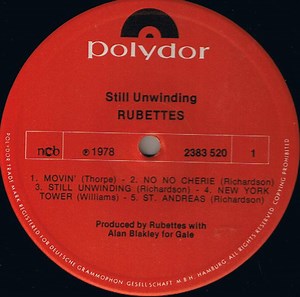 polydor
Still Unwinding
RUBETTES
ncb
℗ 1978
2383 520
1
1. MOVIN' (Thorpe) - 2. NO NO CHERIE (Richardson)
3. STILL UNWINDING (Richardson) - 4. NEW YORK
TOWER (Williams) - 5. ST. ANDREAS (Richardson)
Produced by Rubettes with
Alan Blakley for Gale
POLYDOR TRADE MARK REGISTERED FOR DEUTSCHE GRAMMOPHON GESELLSCHAFT M.B.H. HAMBURG. ALL RIGHTS RESERVED. COPYING PROHIBITED